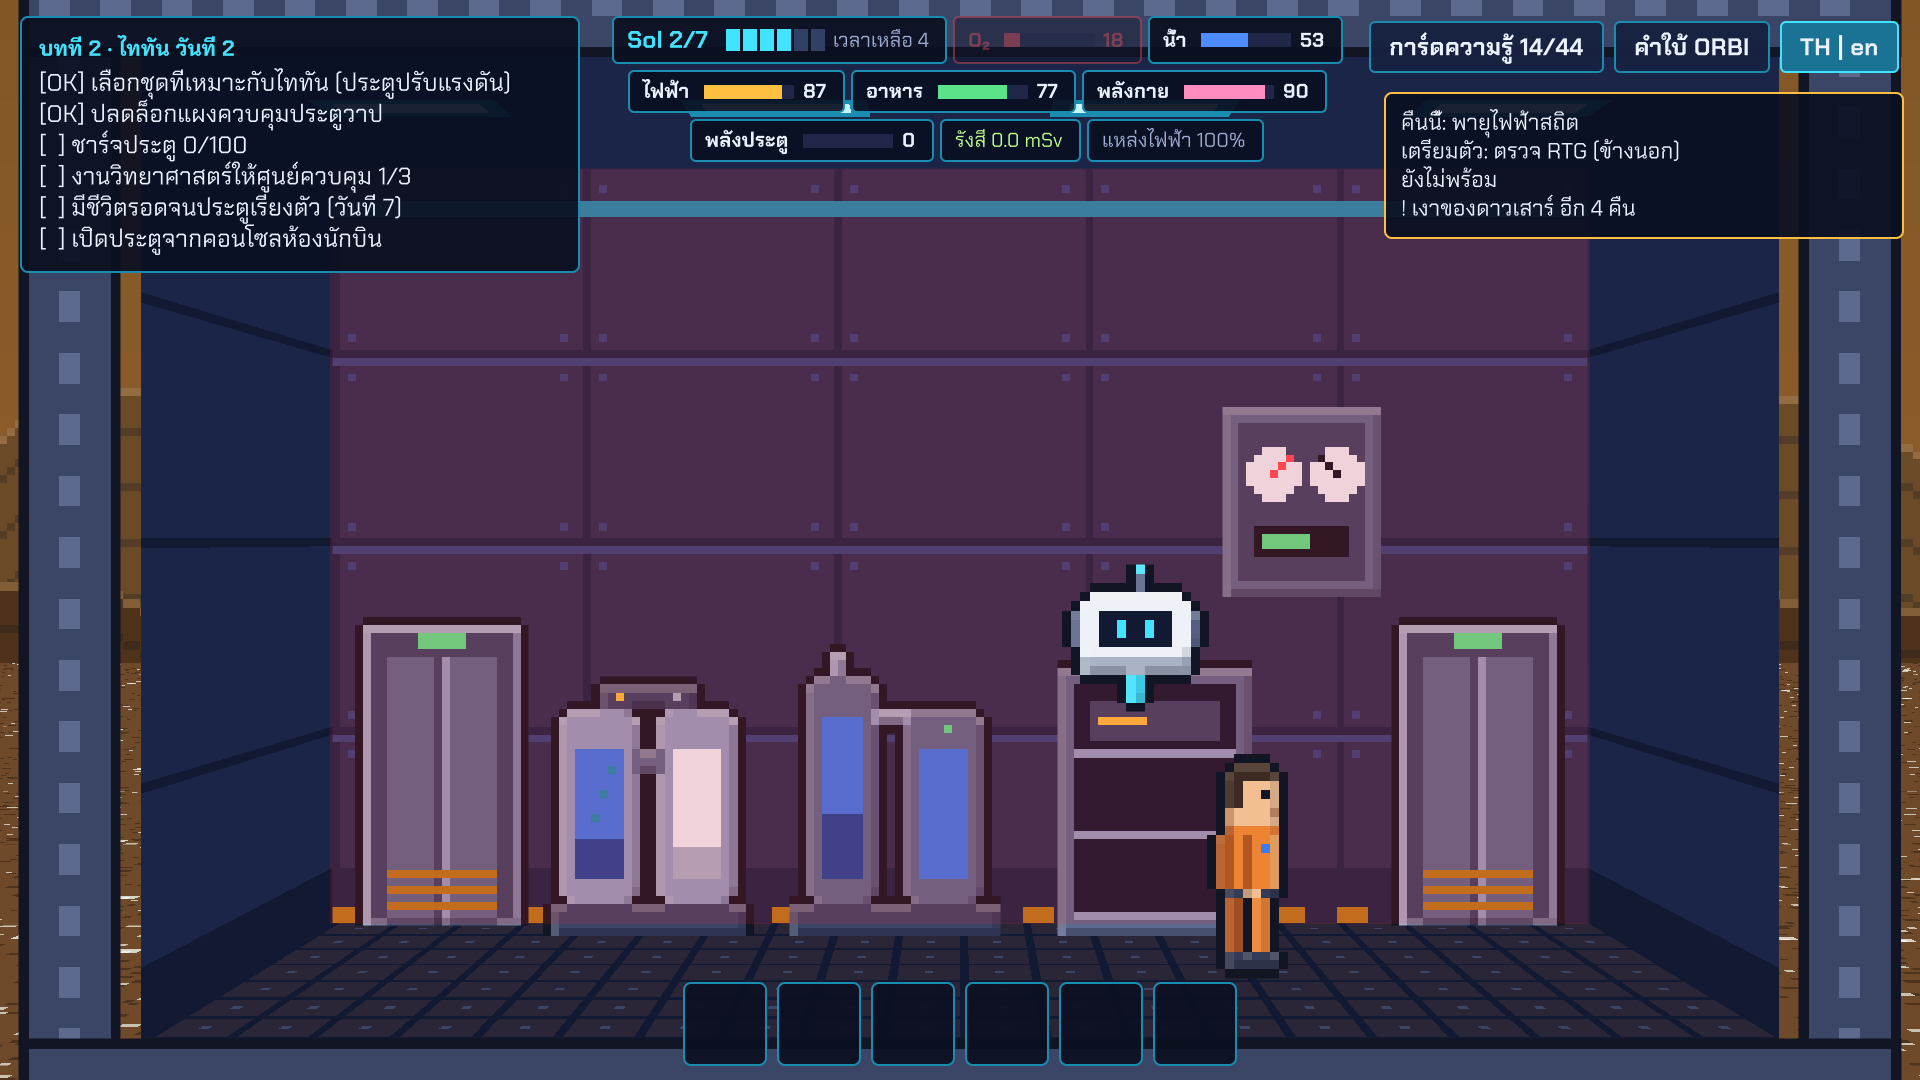 บทที่ 2 · ไททัน วันที่ 2
[OK] เลือกชุดที่เหมาะกับไททัน (ประตูปรับแรงดัน)
[OK] ปลดล็อกแผงควบคุมประตูวาป
[ ] ชาร์จประตู 0/100
[ ] งานวิทยาศาสตร์ให้ศูนย์ควบคุม 1/3
[ ] มีชีวิตรอดจนประตูเรียงตัว (วันที่ 7)
[ ] เปิดประตูจากคอนโซลห้องนักบิน
Sol 2/7 เวลาเหลือ 4
O₂ 18
น้ำ 53
ไฟฟ้า 87
อาหาร 77
พลังกาย 90
พลังประตู 0
รังสี 0.0 mSv
แหล่งไฟฟ้า 100%
การ์ดความรู้ 14/44
คำใบ้ ORBI
TH | en
คืนนี้: พายุไฟฟ้าสถิต
เตรียมตัว: ตรวจ RTG (ข้างนอก)
ยังไม่พร้อม
! เงาของดาวเสาร์ อีก 4 คืน